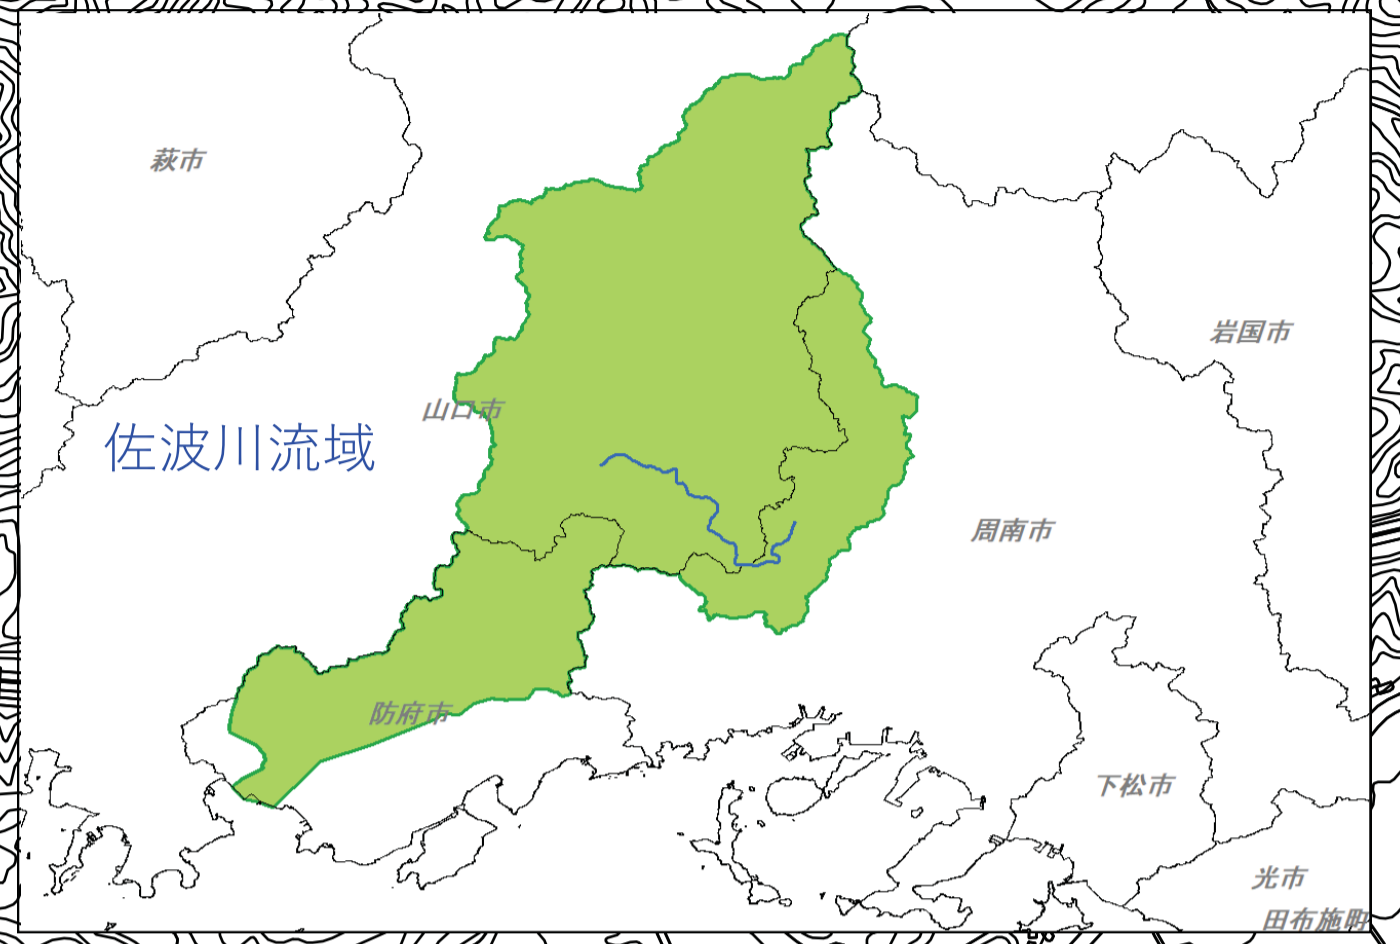 萩市
岩国市
山口市
佐波川流域
周南市
防府市
下松市
光市
田布施町